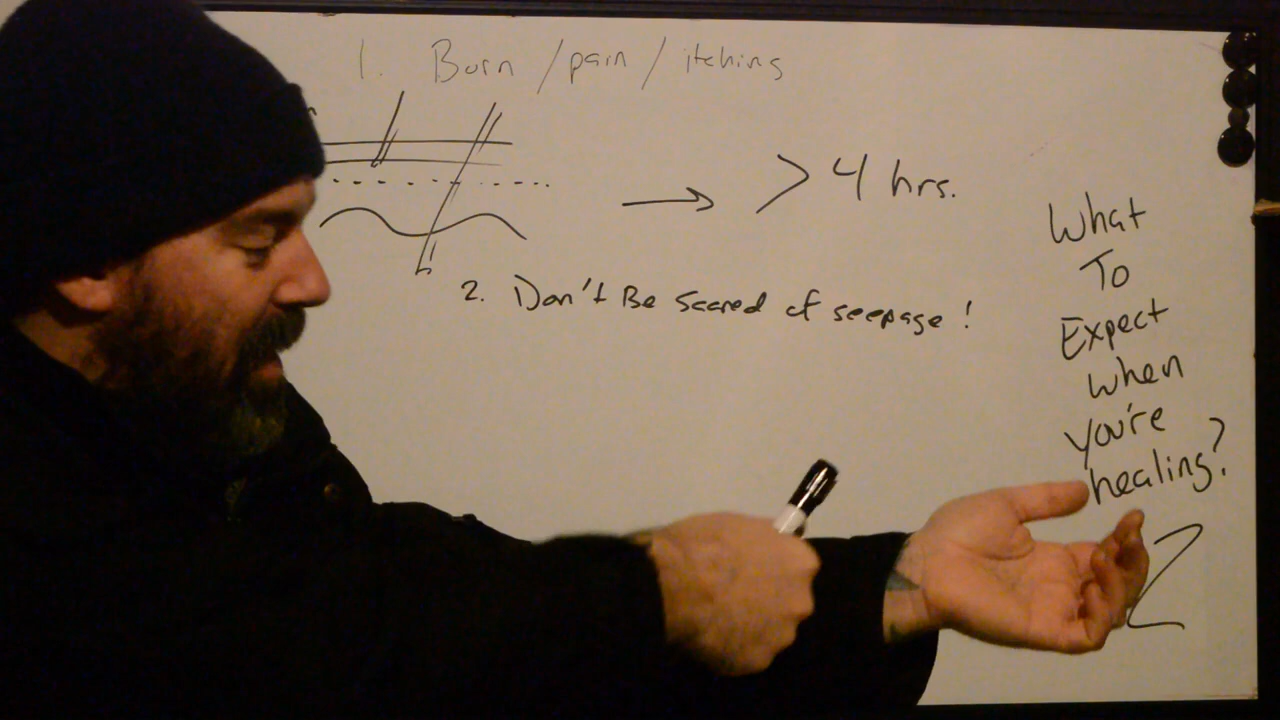 1. Burn / pain / itching
→ > 4 hrs.
2. Don't Be Scared of seepage !
What
To
Expect
when
you're
healing?
2